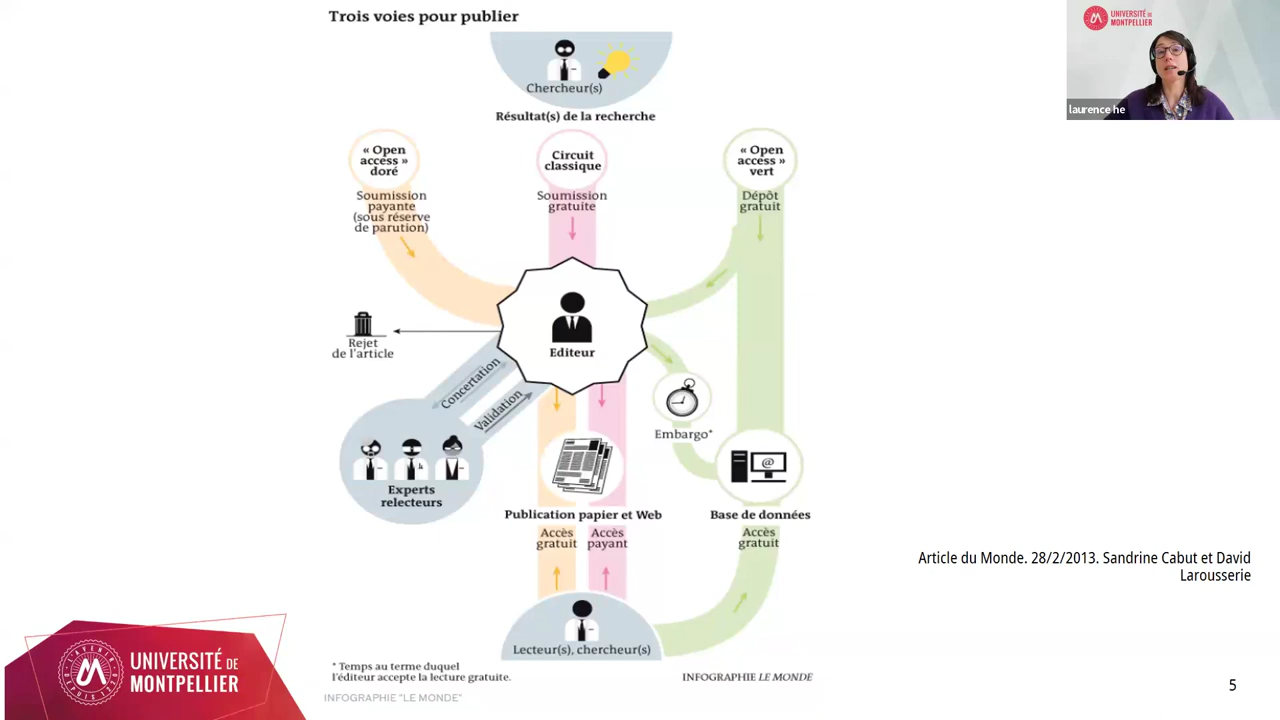 Trois voies pour publier
Chercheur(s)
Résultat(s) de la recherche
« Open
access »
doré
Circuit
classique
« Open
access »
vert
Soumission
payante
(sous réserve
de parution)
Soumission
gratuite
Dépôt
gratuit
Editeur
Rejet
de l'article
Concertation
Validation
Embargo*
@
Experts
relecteurs
Publication papier et Web
Base de données
Accès
gratuit
Accès
payant
Accès
gratuit
Lecteur(s), chercheur(s)
* Temps au terme duquel
l'éditeur accepte la lecture gratuite.
INFOGRAPHIE LE MONDE
INFOGRAPHIE "LE MONDE"
UNIVERSITÉ DE
MONTPELLIER
laurence he
Article du Monde. 28/2/2013. Sandrine Cabut et David
Larousserie
UNIVERSITÉ DE
MONTPELLIER
5